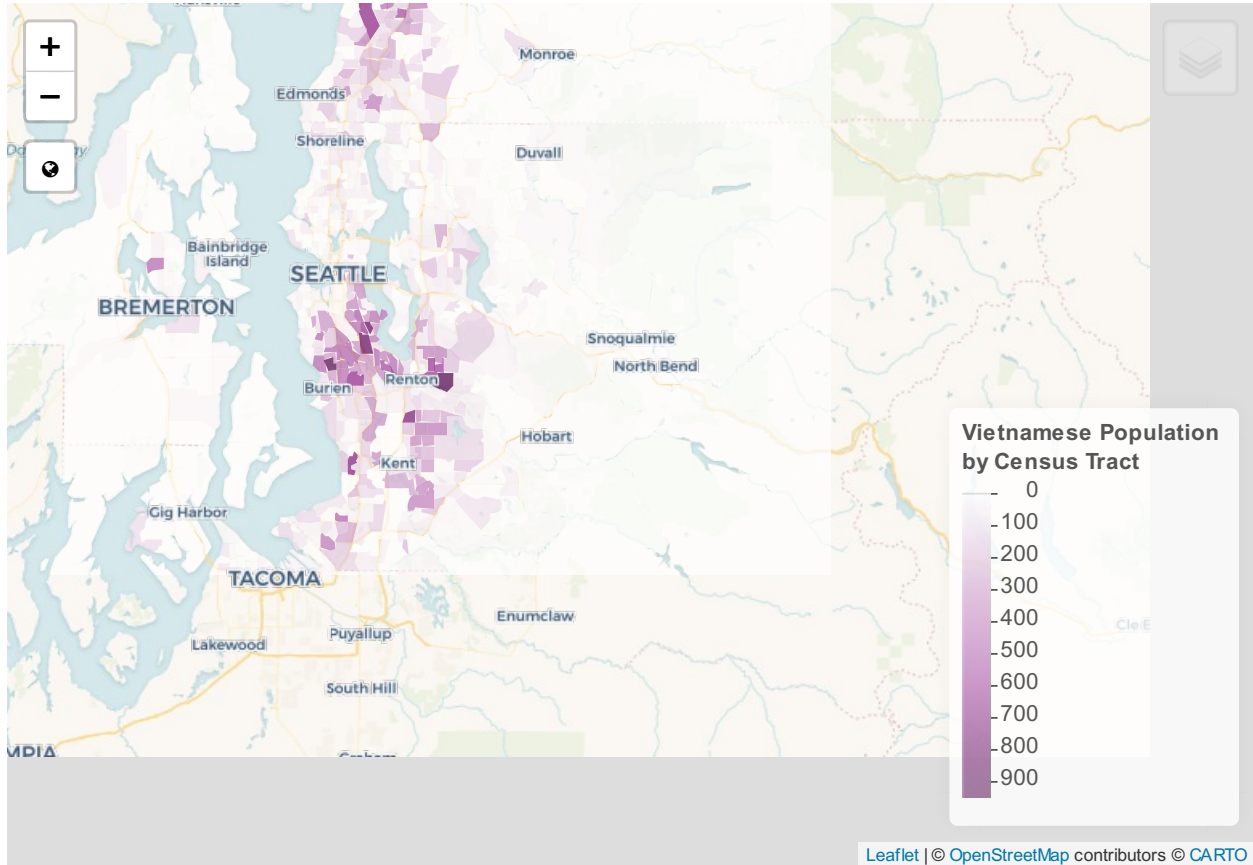 +
Monroe
−
Edmonds
Shoreline
Duvall
Bainbridge
Island
SEATTLE
BREMERTON
Snoqualmie
North Bend
Renton
Burien
Hobart
Kent
Gig Harbor
TACOMA
Enumclaw
Puyallup
Lakewood
South Hill
Cle E
MPIA
Vietnamese Population
by Census Tract
0
100
200
300
400
500
600
700
800
900
Leaflet | © OpenStreetMap contributors © CARTO